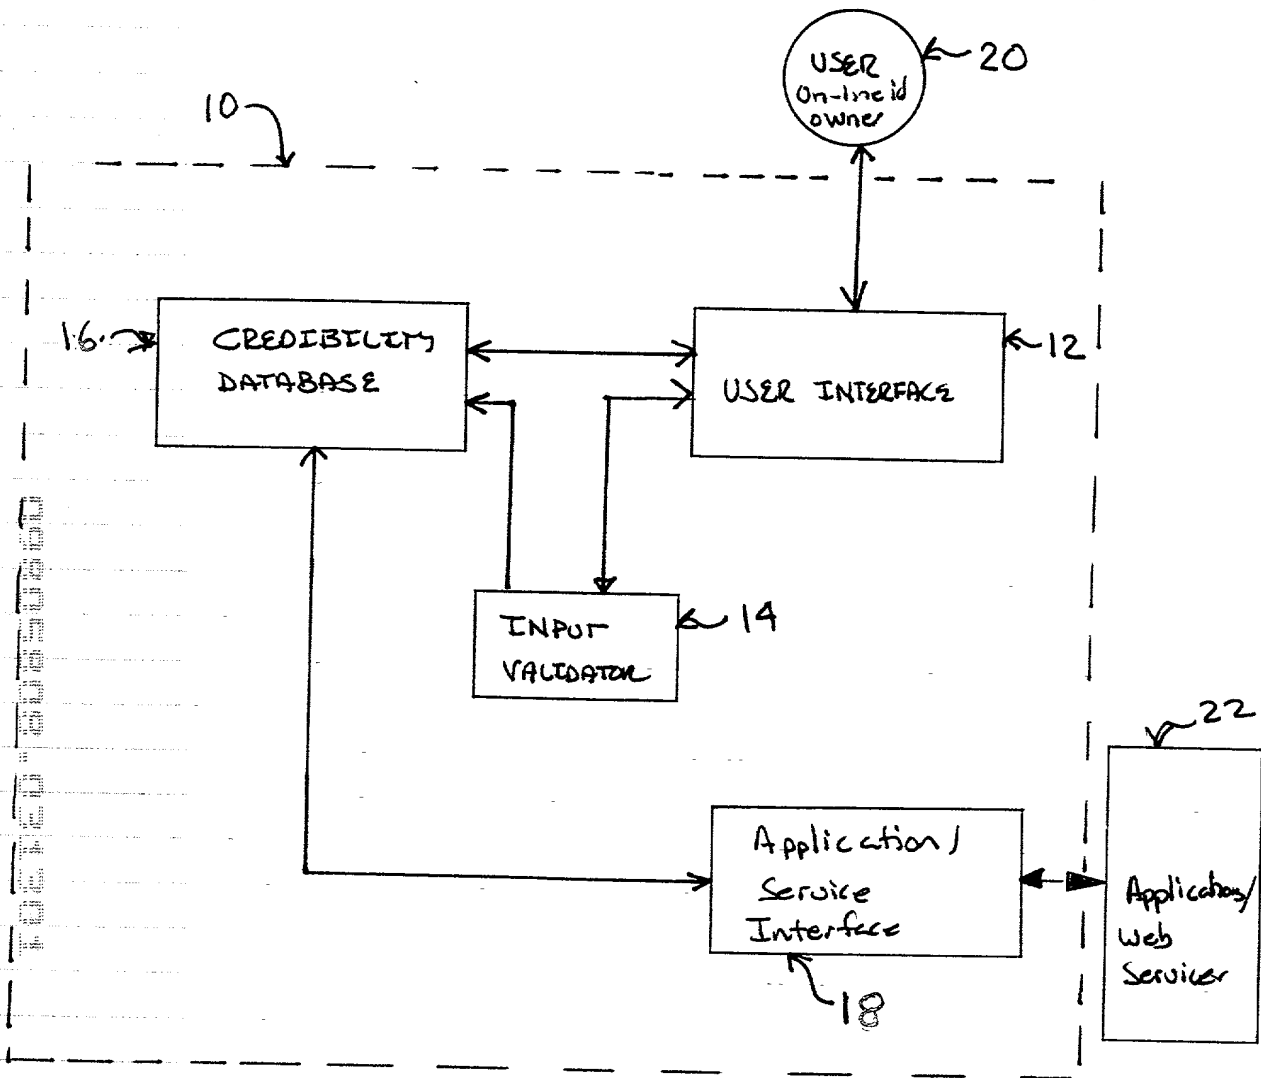 USER
On-line id
owner
20
10
16
CREDIBILITY
DATABASE
USER INTERFACE
12
INPUT
VALIDATOR
14
22
Application/
Service
Interface
18
Application/
Web
Services